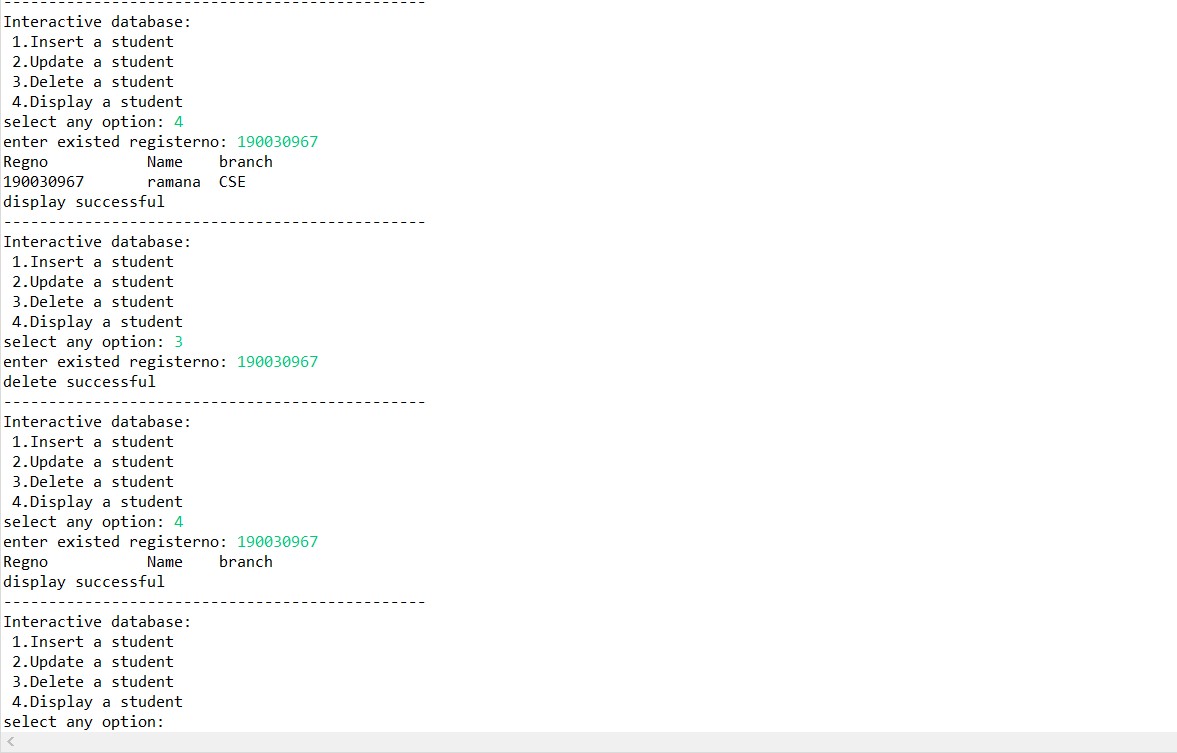 -----------------------------------------------
Interactive database:
 1.Insert a student
 2.Update a student
 3.Delete a student
 4.Display a student
select any option: 4
enter existed registerno: 190030967
Regno           Name    branch
190030967       ramana  CSE
display successful
-----------------------------------------------
Interactive database:
 1.Insert a student
 2.Update a student
 3.Delete a student
 4.Display a student
select any option: 3
enter existed registerno: 190030967
delete successful
-----------------------------------------------
Interactive database:
 1.Insert a student
 2.Update a student
 3.Delete a student
 4.Display a student
select any option: 4
enter existed registerno: 190030967
Regno           Name    branch
display successful
-----------------------------------------------
Interactive database:
 1.Insert a student
 2.Update a student
 3.Delete a student
 4.Display a student
select any option: